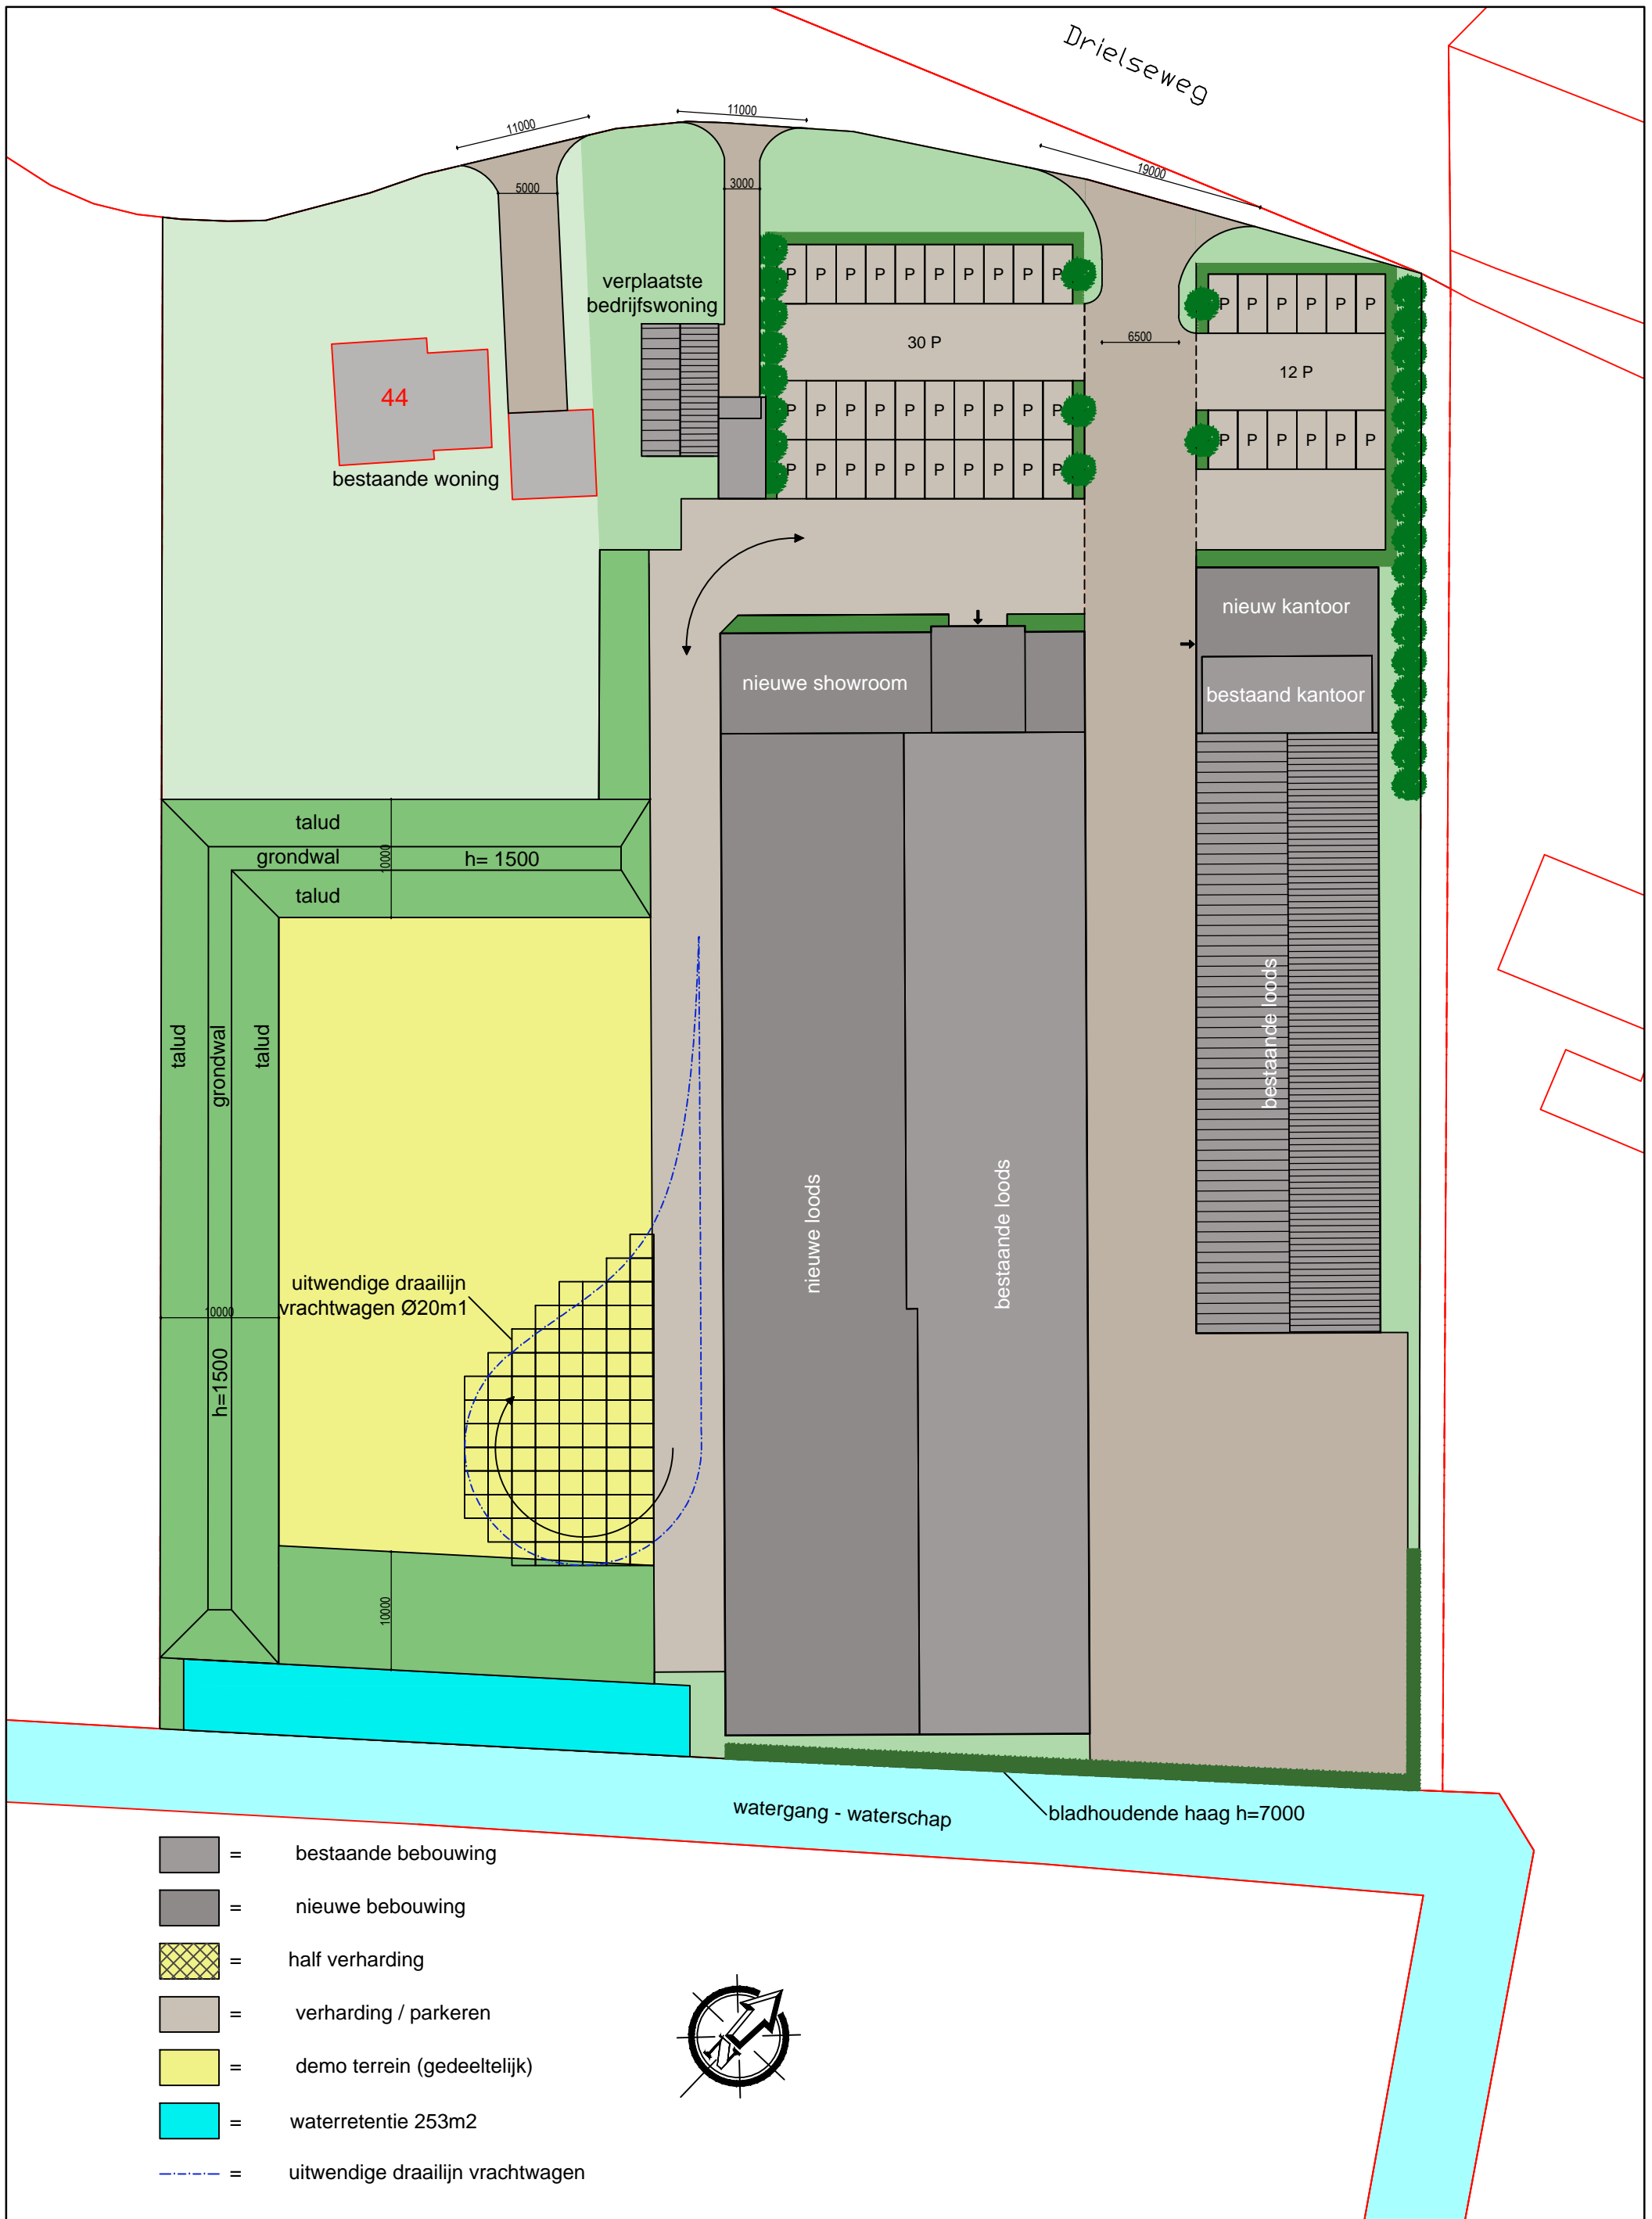 Drielseweg
11000
11000
19000
5000
3000
verplaatste
bedrijfswoning
P P P P P P P P P P
P P P P P P
30 P
6500
12 P
44
P P P P P P P P P P
P P P P P P
P P P P P P P P P P
bestaande woning
nieuw kantoor
nieuwe showroom
bestaand kantoor
talud
grondwal
h= 1500
10000
talud
talud
grondwal
talud
bestaande loods
nieuwe loods
bestaande loods
uitwendige draailijn
vrachtwagen Ø20m1
10000
h=1500
10000
watergang - waterschap
bladhoudende haag h=7000
= bestaande bebouwing
= nieuwe bebouwing
= half verharding
= verharding / parkeren
= demo terrein (gedeeltelijk)
= waterretentie 253m2
= uitwendige draailijn vrachtwagen
N